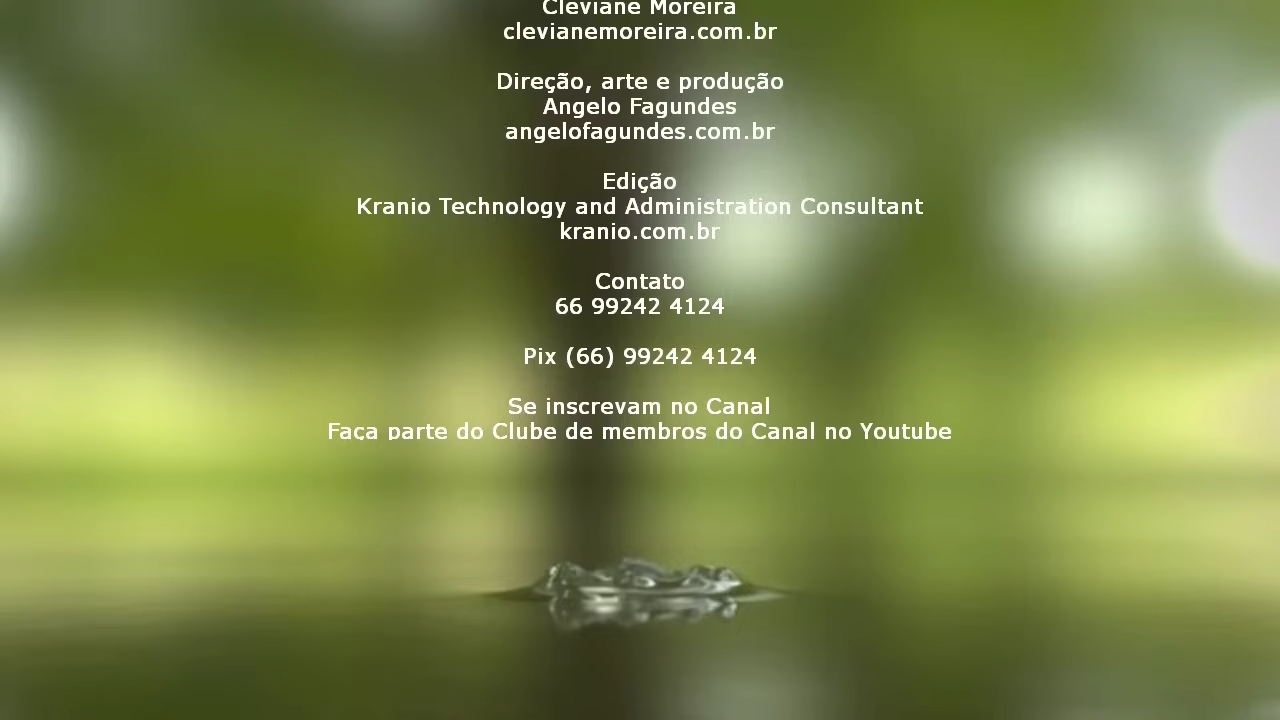 Cleviane Moreira
clevianemoreira.com.br
Direção, arte e produção
Angelo Fagundes
angelofagundes.com.br
Edição
Kranio Technology and Administration Consultant
kranio.com.br
Contato
66 99242 4124
Pix (66) 99242 4124
Se inscrevam no Canal
Faça parte do Clube de membros do Canal no Youtube